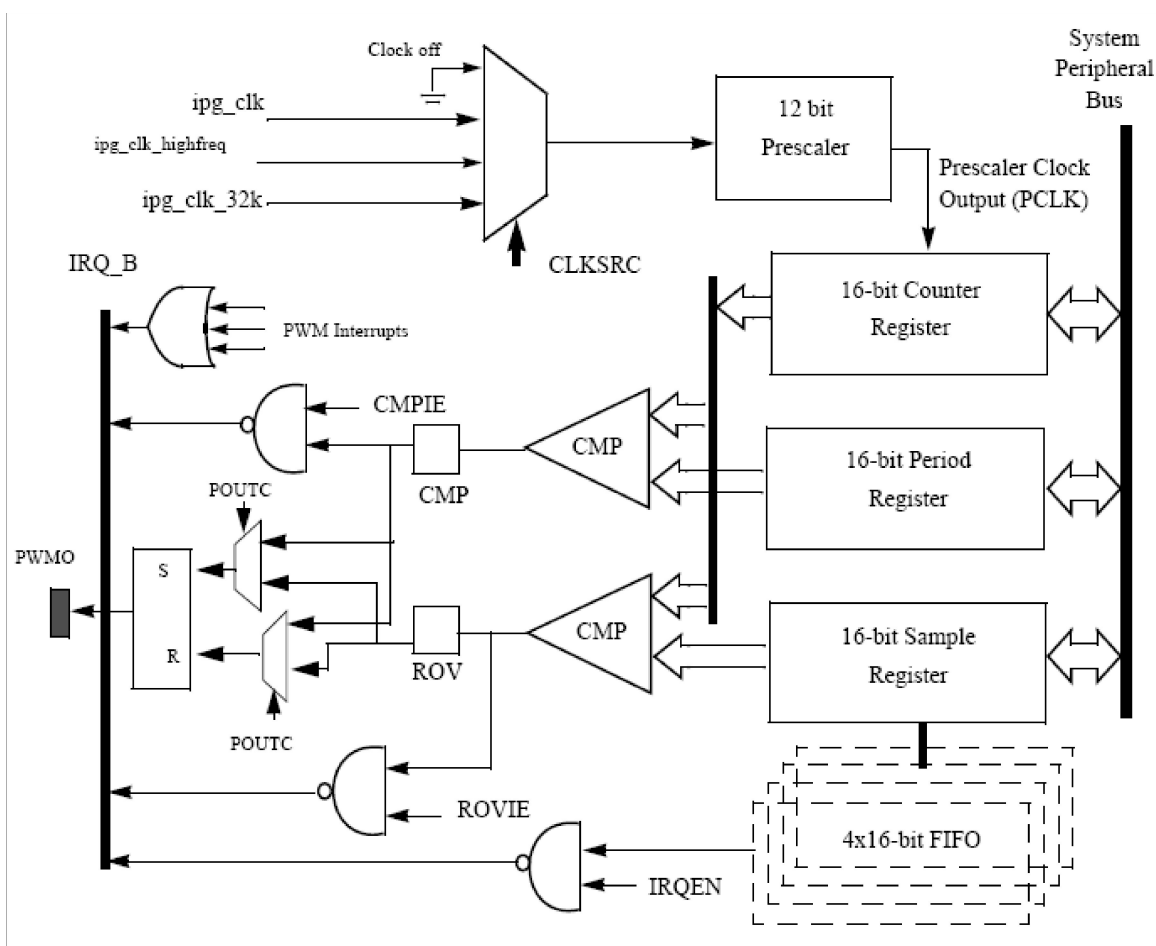 System
Peripheral
Bus
Clock off
ipg_clk
ipg_clk_highfreq
ipg_clk_32k
12 bit
Prescaler
Prescaler Clock
Output (PCLK)
CLKSRC
IRQ_B
PWM Interrupts
16-bit Counter
Register
CMPIE
CMP
CMP
16-bit Period
Register
POUTC
PWMO
S
R
ROV
CMP
16-bit Sample
Register
POUTC
ROVIE
4x16-bit FIFO
IRQEN